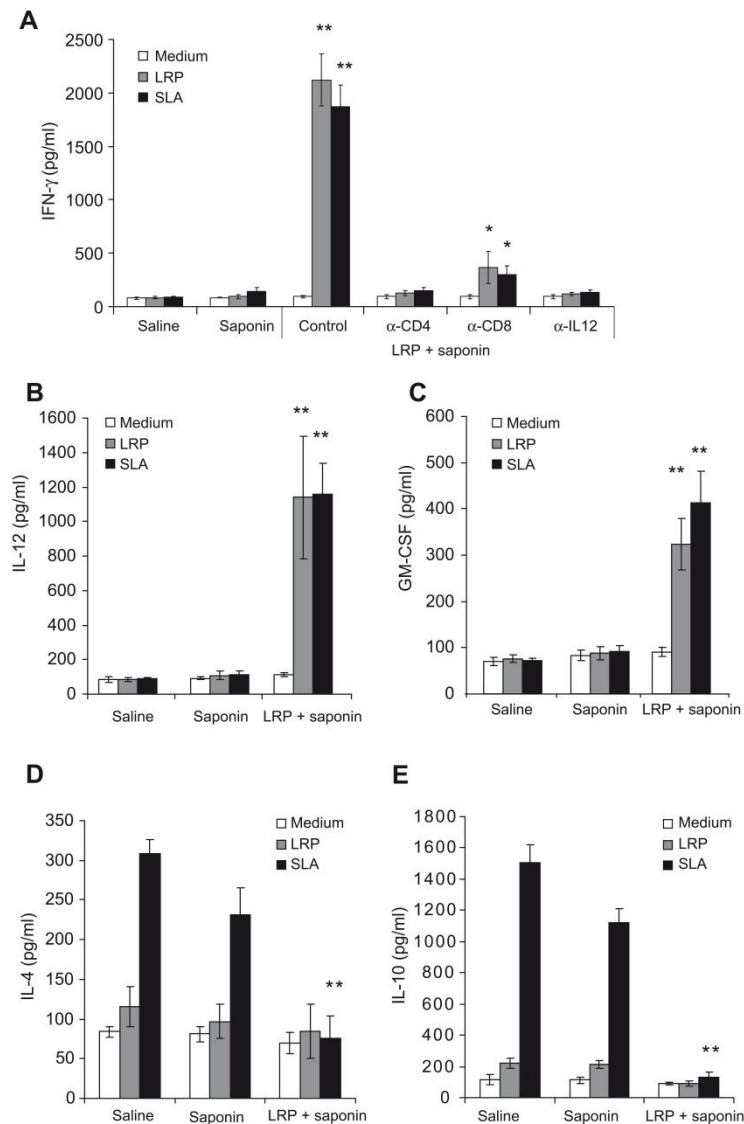 A
2500
2000
1500
1000
500
0
IFN-γ (pg/ml)
Medium
LRP
SLA
** **
* *
Saline Saponin Control α-CD4 α-CD8 α-IL12
LRP + saponin
B
1600
1400
1200
1000
800
600
400
200
0
IL-12 (pg/ml)
Medium
LRP
SLA
** **
Saline Saponin LRP + saponin
C
600
500
400
300
200
100
0
GM-CSF (pg/ml)
Medium
LRP
SLA
** **
Saline Saponin LRP + saponin
D
350
300
250
200
150
100
50
0
IL-4 (pg/ml)
Medium
LRP
SLA
**
Saline Saponin LRP + saponin
E
1800
1600
1400
1200
1000
800
600
400
200
0
IL-10 (pg/ml)
Medium
LRP
SLA
**
Saline Saponin LRP + saponin